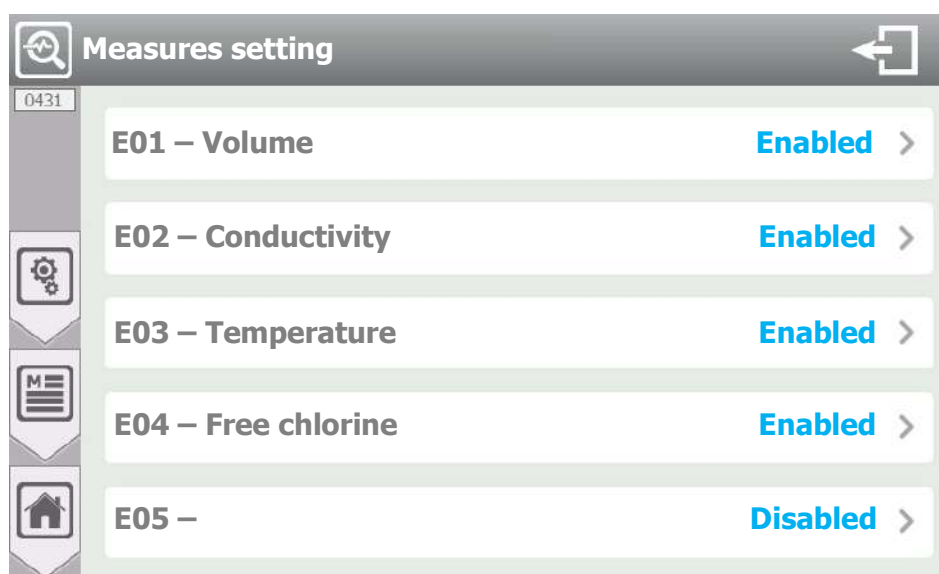 Measures setting
0431
E01 – Volume Enabled
E02 – Conductivity Enabled
E03 – Temperature Enabled
M
E04 – Free chlorine Enabled
E05 – Disabled